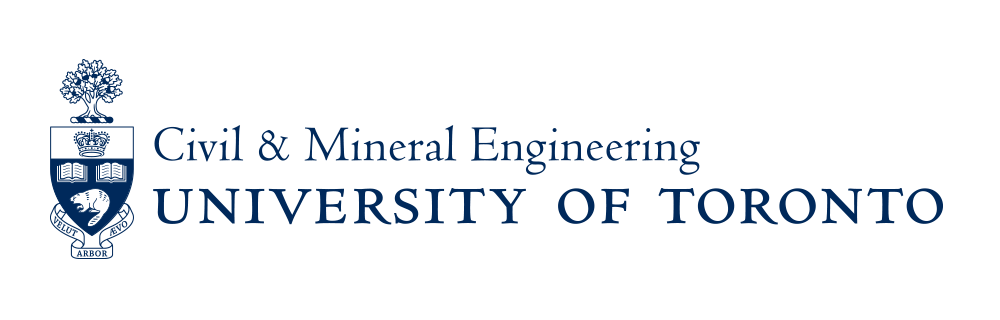 Civil & Mineral Engineering
UNIVERSITY OF TORONTO
VELUT ÆVO
ARBOR